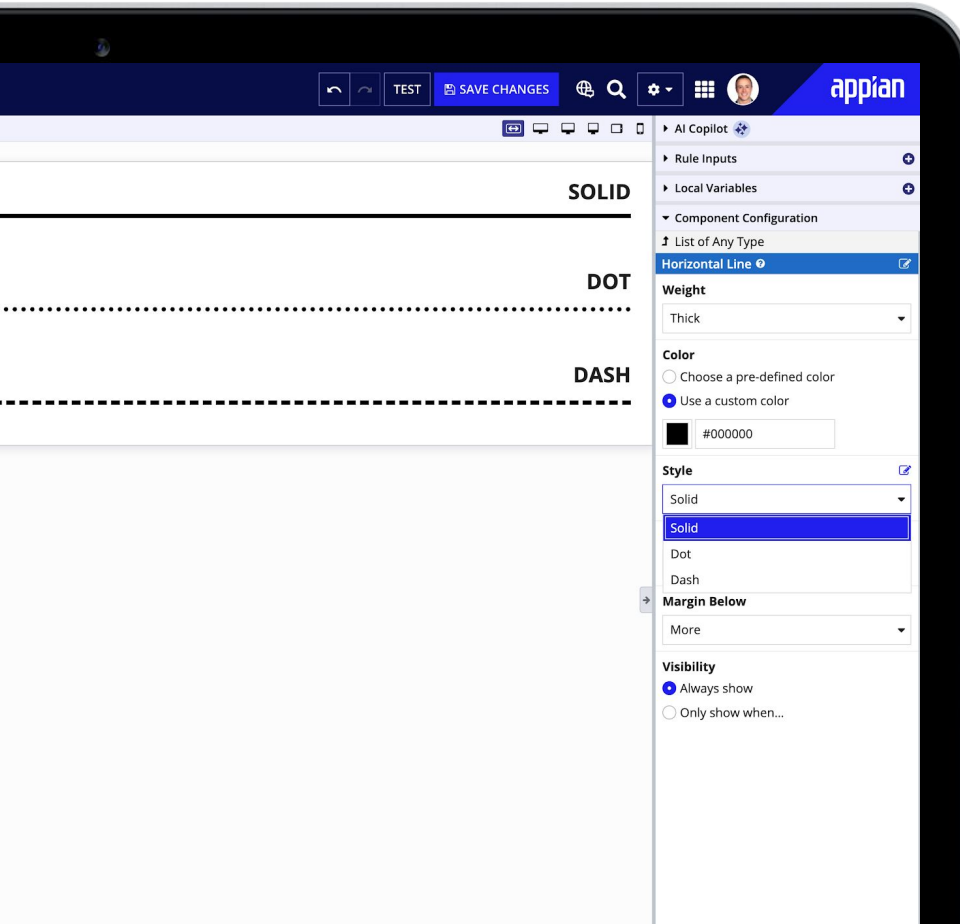 TEST
SAVE CHANGES
appian
AI Copilot
Rule Inputs
SOLID
Local Variables
Component Configuration
List of Any Type
Horizontal Line
DOT
Weight
Thick
Color
DASH
Choose a pre-defined color
Use a custom color
#000000
Style
Solid
Solid
Dot
Dash
Margin Below
More
Visibility
Always show
Only show when...